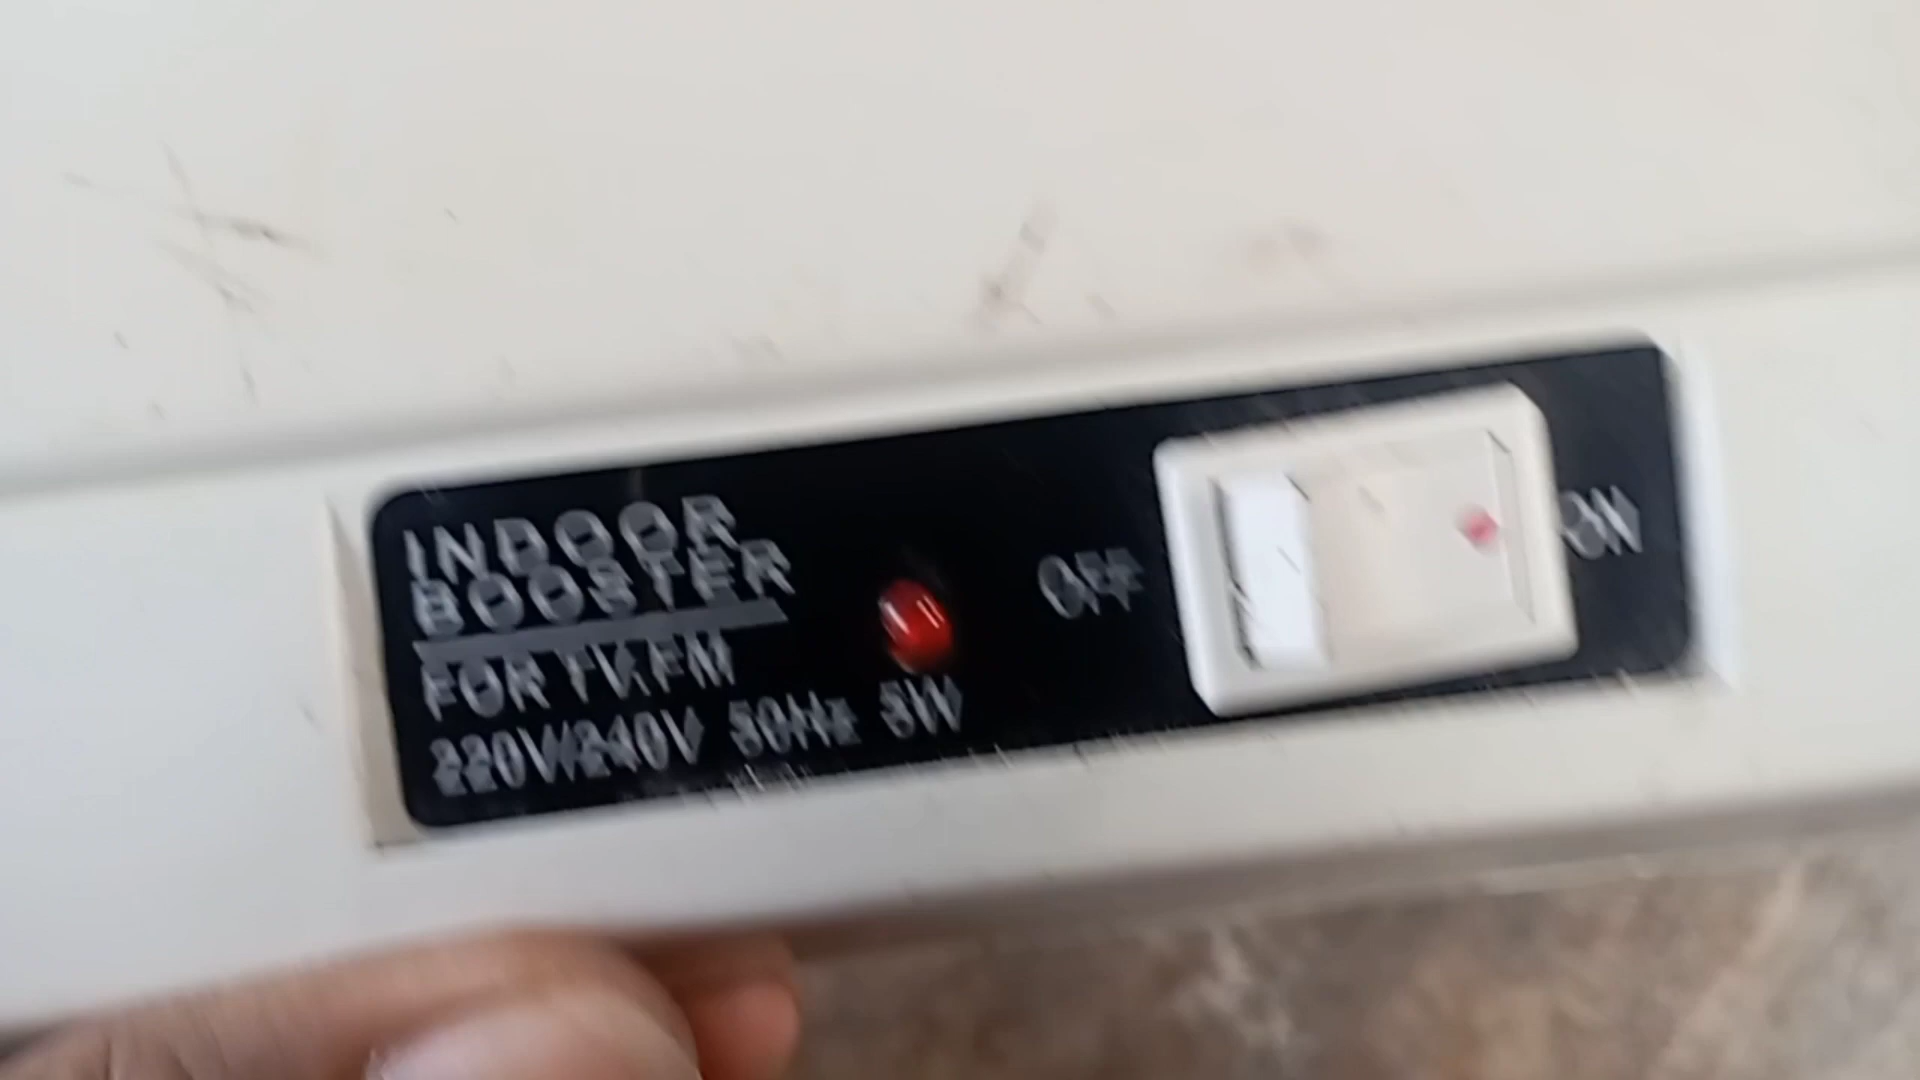 INDOOR
BOOSTER
FOR TV.FM
220V/240V 50Hz 5W
OFF
ON